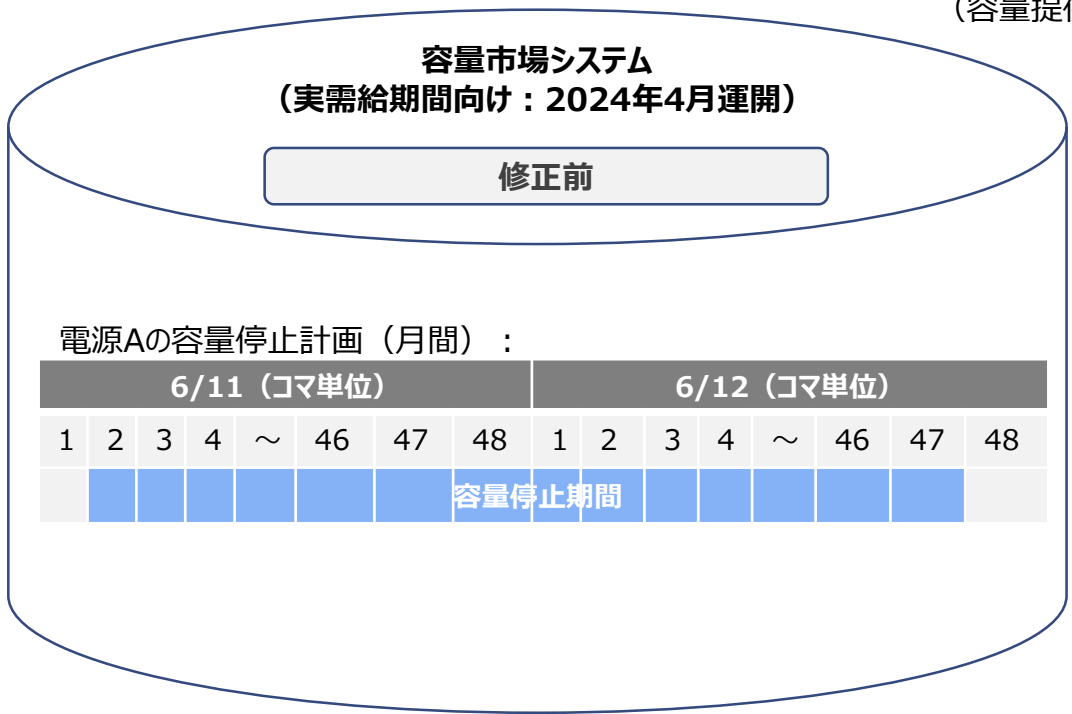 （容量提
容量市場システム
（実需給期間向け：2024年4月運開）
修正前
電源Aの容量停止計画（月間）：
6/11（コマ単位） 6/12（コマ単位）
1 2 3 4 ～ 46 47 48 1 2 3 4 ～ 46 47 48
容量停止期間